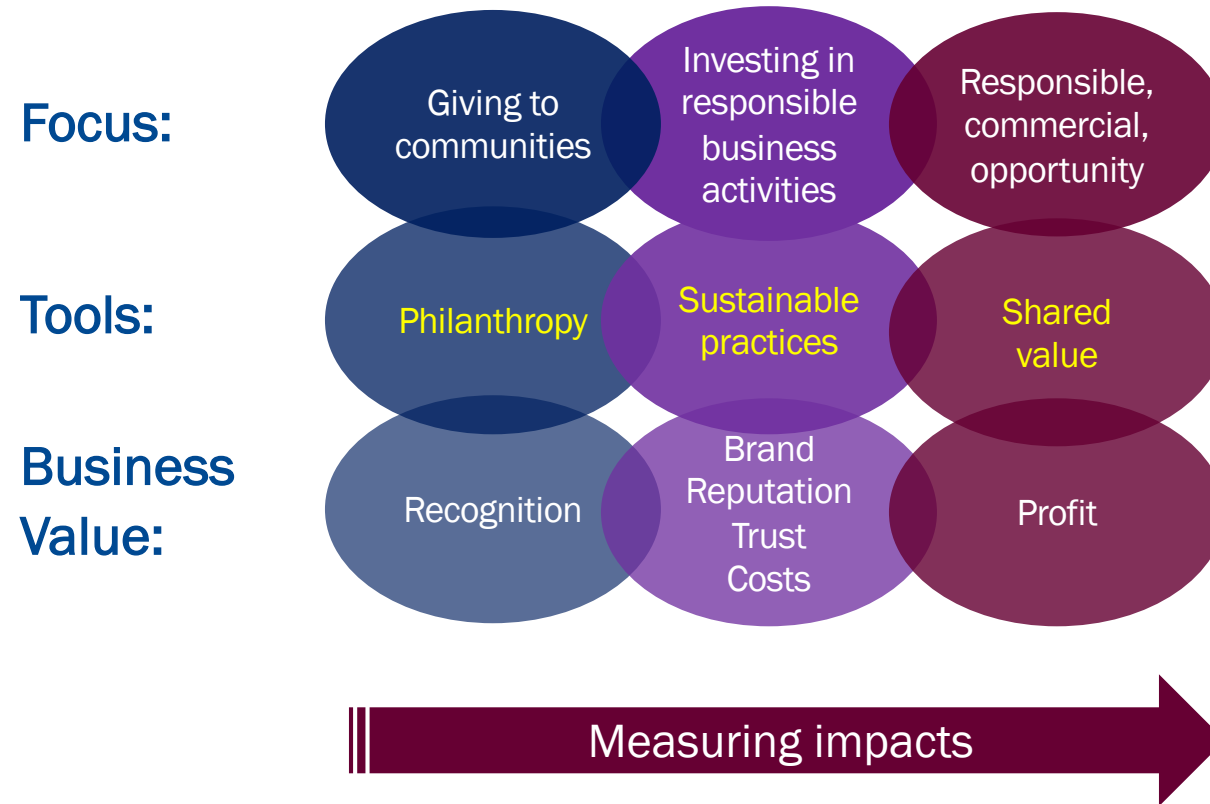 Focus:
Giving to
communities
Investing in
responsible
business
activities
Responsible,
commercial,
opportunity
Tools:
Philanthropy
Sustainable
practices
Shared
value
Business
Value:
Recognition
Brand
Reputation
Trust
Costs
Profit
Measuring impacts